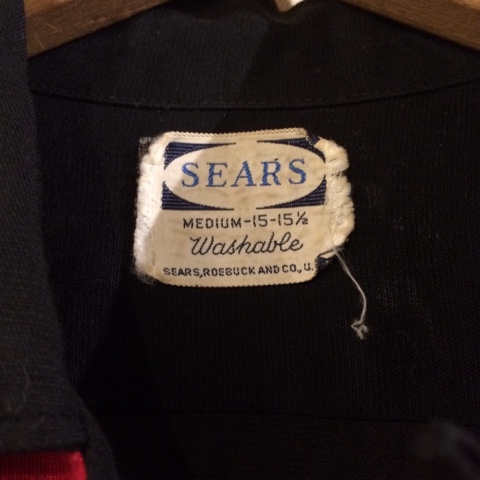 SEARS
MEDIUM-15-15½
Washable
SEARS, ROEBUCK AND CO., U.